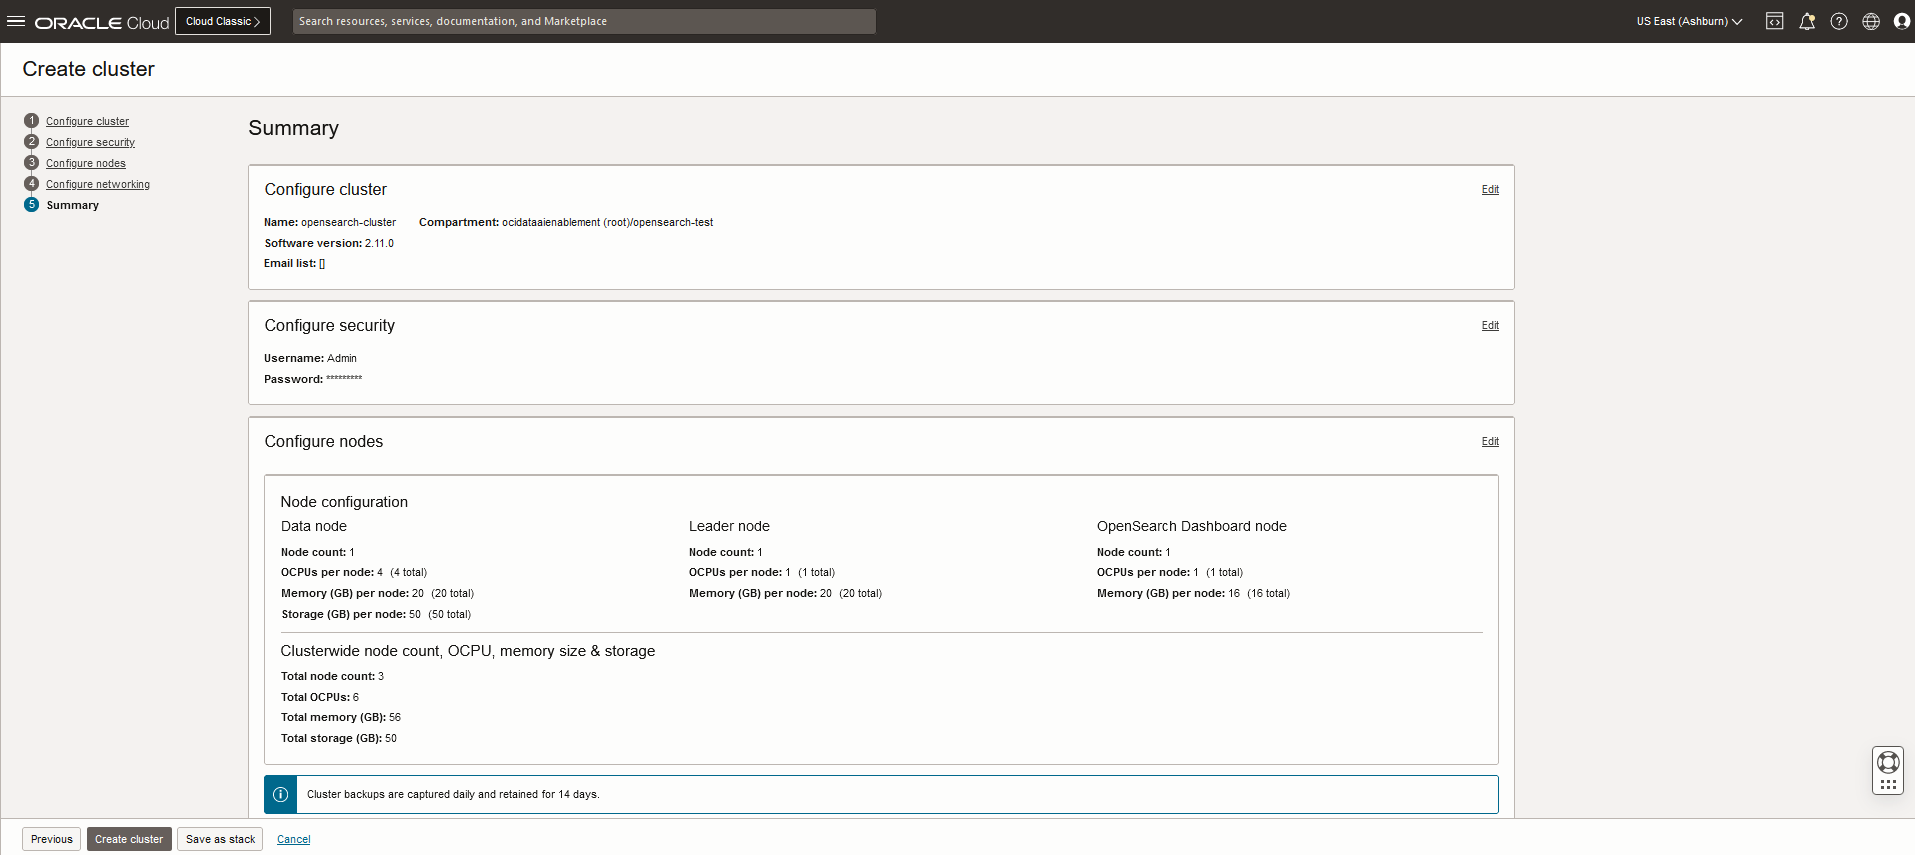 ORACLE Cloud
Cloud Classic >
Search resources, services, documentation, and Marketplace
US East (Ashburn)
Create cluster
1 Configure cluster
2 Configure security
3 Configure nodes
4 Configure networking
5 Summary
Summary
Configure cluster
Edit
Name: opensearch-cluster Compartment: ocidataaienablement (root)/opensearch-test
Software version: 2.11.0
Email list: []
Configure security
Edit
Username: Admin
Password: *********
Configure nodes
Edit
Node configuration
Data node
Node count: 1
OCPUs per node: 4 (4 total)
Memory (GB) per node: 20 (20 total)
Storage (GB) per node: 50 (50 total)
Leader node
Node count: 1
OCPUs per node: 1 (1 total)
Memory (GB) per node: 20 (20 total)
OpenSearch Dashboard node
Node count: 1
OCPUs per node: 1 (1 total)
Memory (GB) per node: 16 (16 total)
Clusterwide node count, OCPU, memory size & storage
Total node count: 3
Total OCPUs: 6
Total memory (GB): 56
Total storage (GB): 50
Cluster backups are captured daily and retained for 14 days.
Previous
Create cluster
Save as stack
Cancel